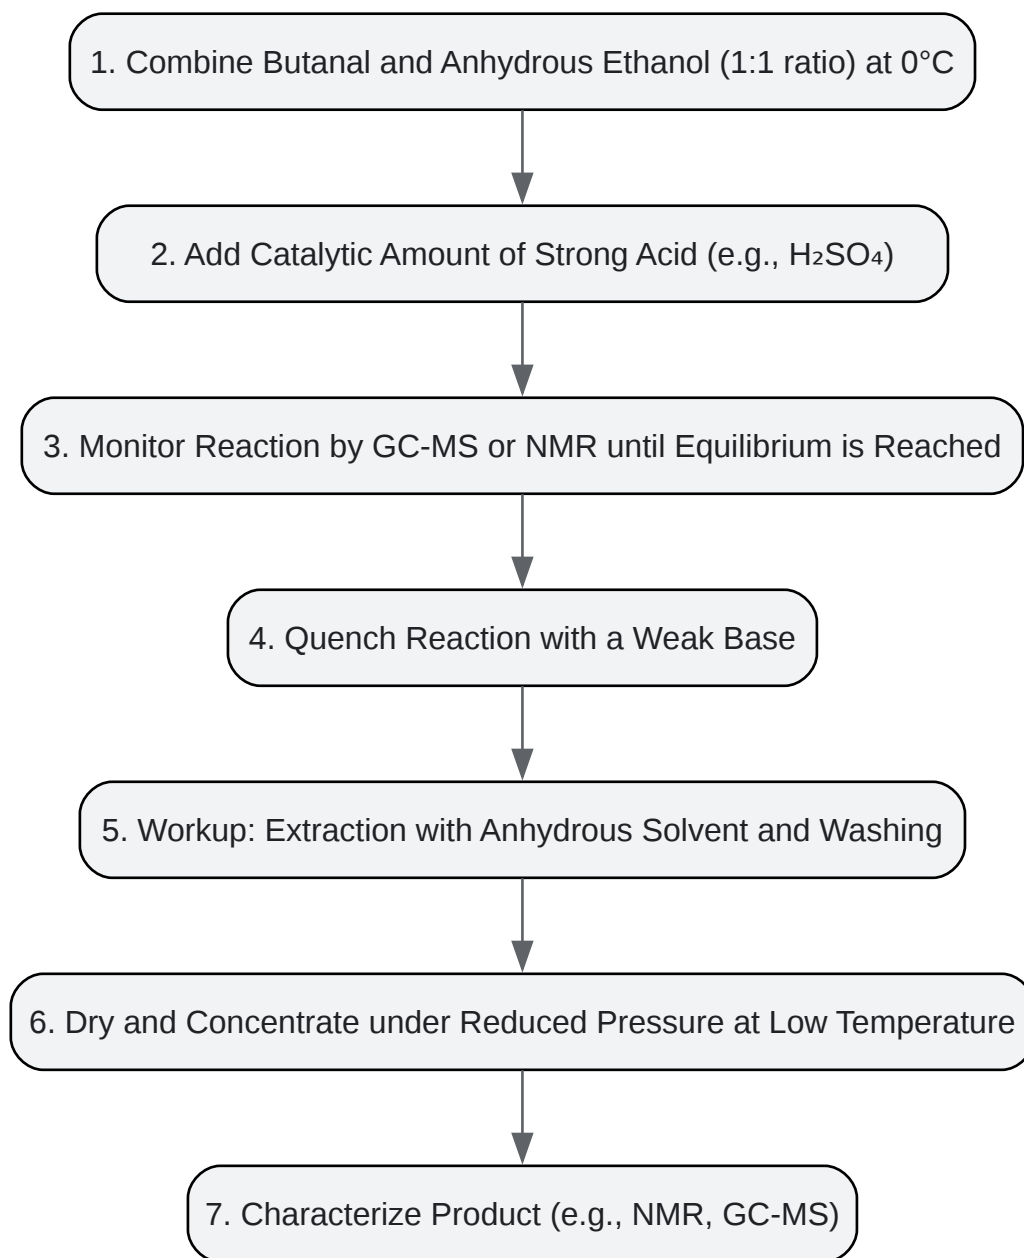 1. Combine Butanal and Anhydrous Ethanol (1:1 ratio) at 0°C
2. Add Catalytic Amount of Strong Acid (e.g., H₂SO₄)
3. Monitor Reaction by GC-MS or NMR until Equilibrium is Reached
4. Quench Reaction with a Weak Base
5. Workup: Extraction with Anhydrous Solvent and Washing
6. Dry and Concentrate under Reduced Pressure at Low Temperature
7. Characterize Product (e.g., NMR, GC-MS)